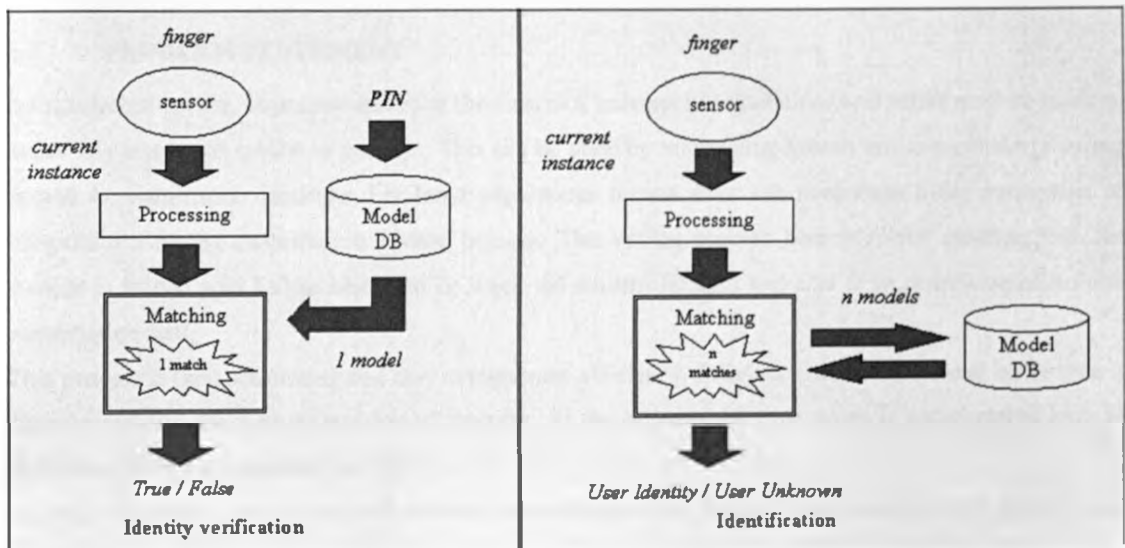 finger
sensor
PIN
current
instance
Processing
Model
DB
Matching
1 match
1 model
True / False
Identity verification
finger
sensor
current
instance
Processing
Matching
n
matches
n models
Model
DB
User Identity / User Unknown
Identification